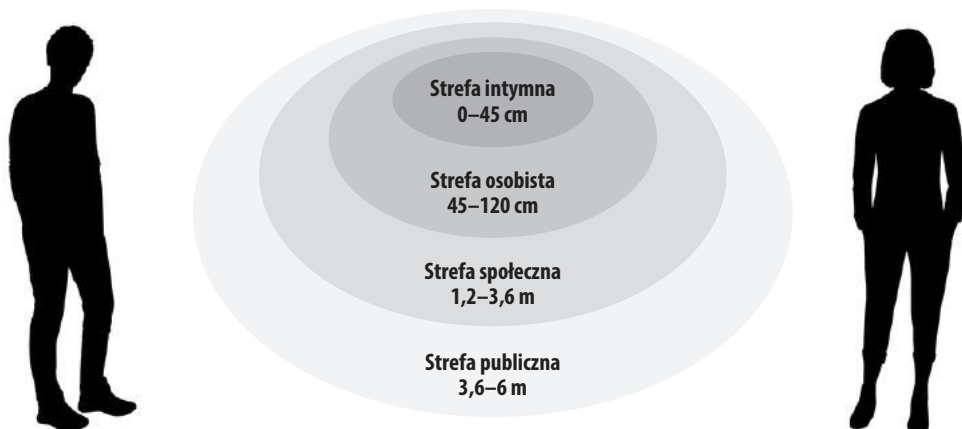 Strefa intymna
0–45 cm
Strefa osobista
45–120 cm
Strefa społeczna
1,2–3,6 m
Strefa publiczna
3,6–6 m